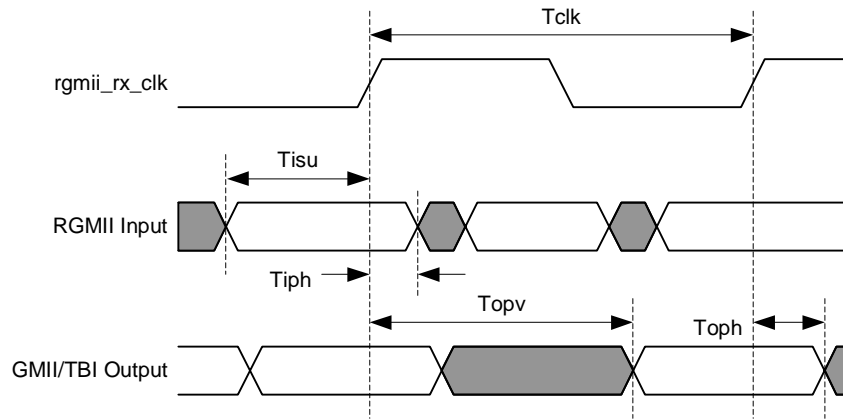 Tclk
rgmii_rx_clk
Tisu
RGMII Input
Tiph
Topv
Toph
GMII/TBI Output